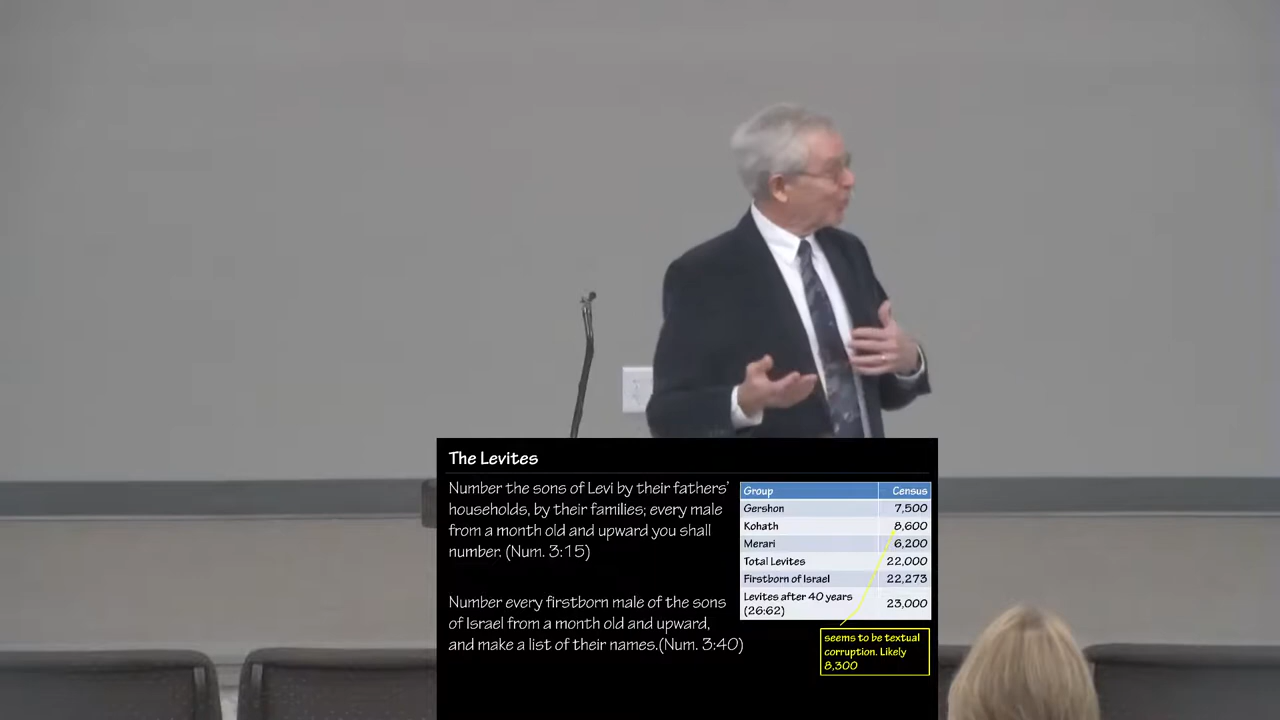 The Levites
Number the sons of Levi by their fathers'
households, by their families; every male
from a month old and upward you shall
number. (Num. 3:15)
Number every firstborn male of the sons
of Israel from a month old and upward,
and make a list of their names.(Num. 3:40)
Group Census
Gershon 7,500
Kohath 8,600
Merari 6,200
Total Levites 22,000
Firstborn of Israel 22,273
Levites after 40 years
(26:62) 23,000
seems to be textual
corruption. Likely
8,300